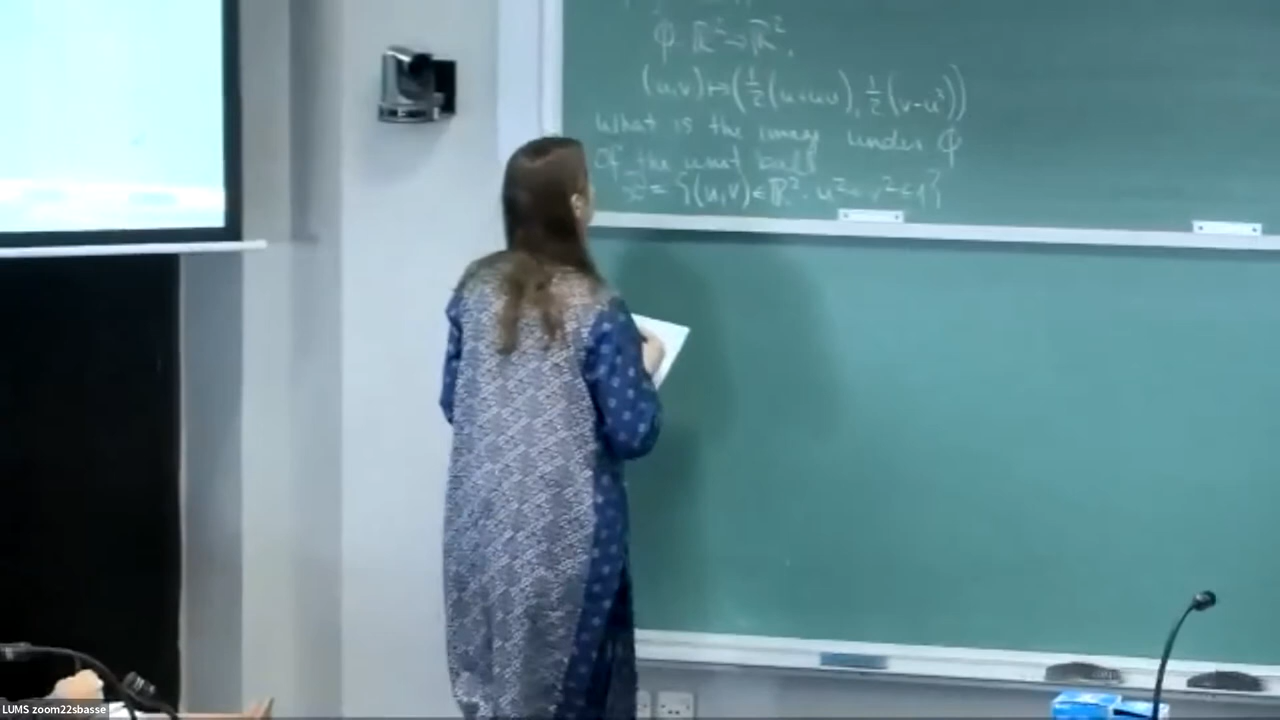 φ: ℝ² → ℝ².
(u,v) ↦ (½(u+uv), ½(v-u²))
What is the image under φ
Of the unit ball
= {(u,v) ∈ ℝ² : u² + v² ≤ 1}
LUMS zoom22sbasse